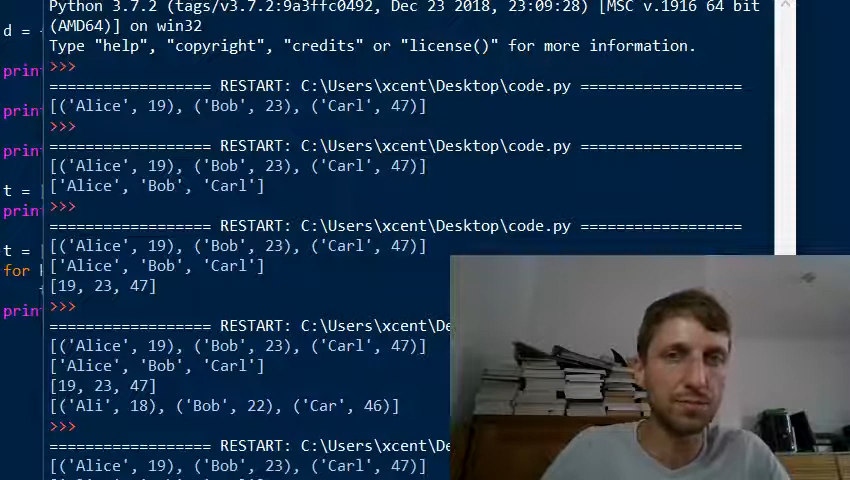 Python 3.7.2 (tags/v3.7.2:9a3ffc0492, Dec 23 2018, 23:09:28) [MSC v.1916 64 bit
d =
(AMD64)] on win32
Type "help", "copyright", "credits" or "license()" for more information.
prin
>>>
================== RESTART: C:\Users\xcent\Desktop\code.py ==================
prin
[('Alice', 19), ('Bob', 23), ('Carl', 47)]
>>>
prin
================== RESTART: C:\Users\xcent\Desktop\code.py ==================
[('Alice', 19), ('Bob', 23), ('Carl', 47)]
t = [
['Alice', 'Bob', 'Carl']
prin
>>>
================== RESTART: C:\Users\xcent\Desktop\code.py ==================
t = [
[('Alice', 19), ('Bob', 23), ('Carl', 47)]
for
['Alice', 'Bob', 'Carl']
[19, 23, 47]
prin
>>>
================== RESTART: C:\Users\xcent\De
[('Alice', 19), ('Bob', 23), ('Carl', 47)]
['Alice', 'Bob', 'Carl']
[19, 23, 47]
[('Ali', 18), ('Bob', 22), ('Car', 46)]
>>>
================== RESTART: C:\Users\xcent\De
[('Alice', 19), ('Bob', 23), ('Carl', 47)]